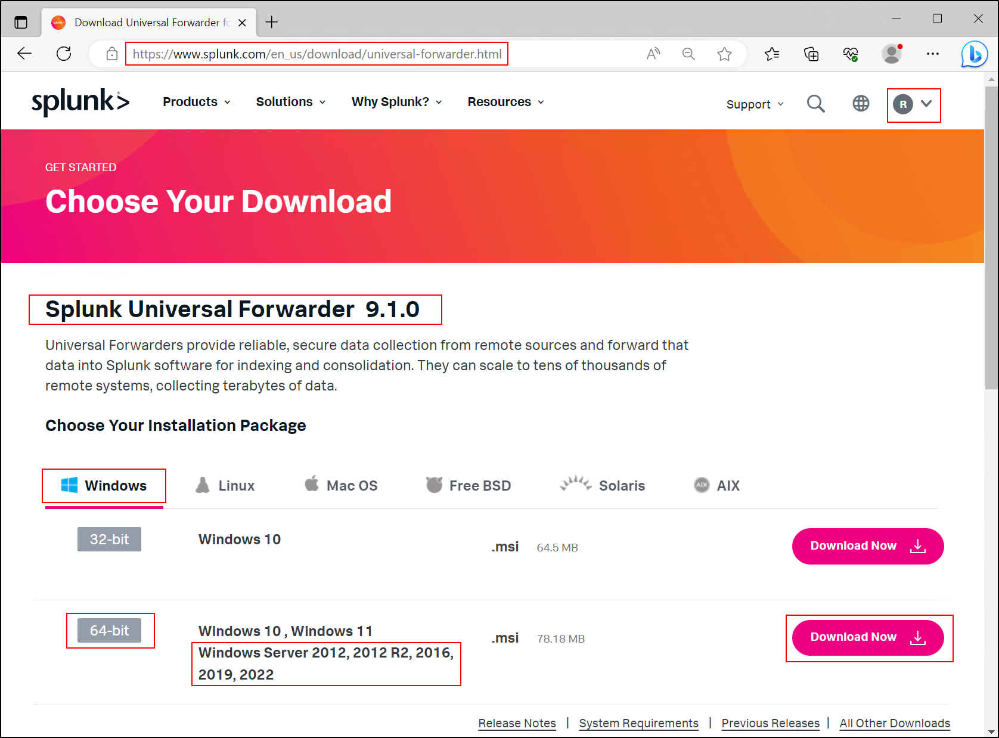 Download Universal Forwarder fo
https://www.splunk.com/en_us/download/universal-forwarder.html
splunk>
Products
Solutions
Why Splunk?
Resources
Support
R
GET STARTED
Choose Your Download
Splunk Universal Forwarder 9.1.0
Universal Forwarders provide reliable, secure data collection from remote sources and forward that
data into Splunk software for indexing and consolidation. They can scale to tens of thousands of
remote systems, collecting terabytes of data.
Choose Your Installation Package
Windows
Linux
Mac OS
Free BSD
Solaris
AIX
AIX
32-bit
Windows 10
.msi
64.5 MB
Download Now
64-bit
Windows 10 , Windows 11
Windows Server 2012, 2012 R2, 2016,
2019, 2022
.msi
78.18 MB
Download Now
Release Notes | System Requirements | Previous Releases | All Other Downloads